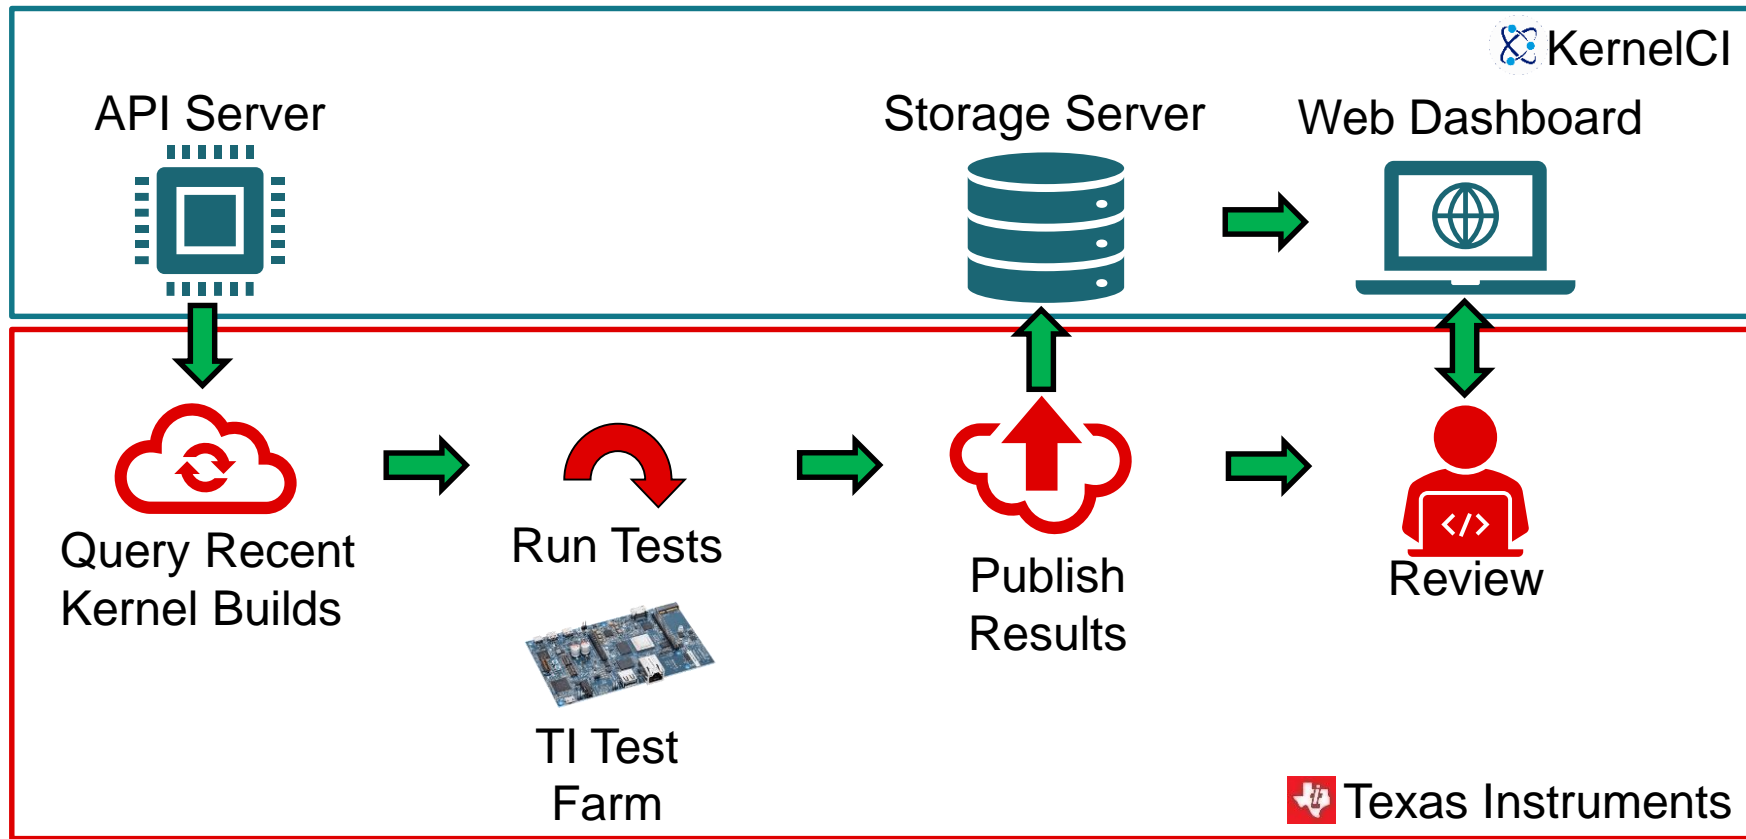 KernelCI
API Server
Storage Server
Web Dashboard
Query Recent
Kernel Builds
Run Tests
Publish
Results
</>
Review
TI Test
Farm
Texas Instruments